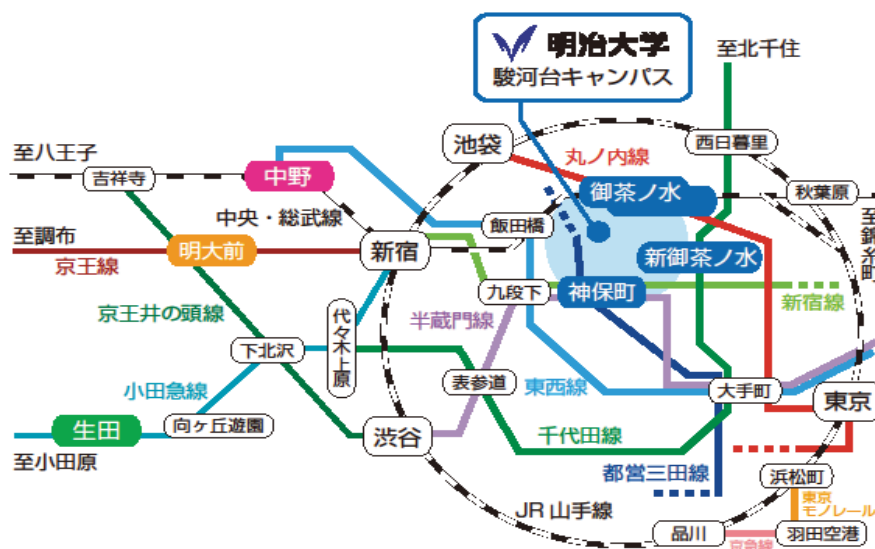 明治大学
駿河台キャンパス
至北千住
池袋
西日暮里
至八王子
吉祥寺
中野
丸ノ内線
御茶ノ水
秋葉原
中央・総武線
飯田橋
至錦糸町
至調布
明大前
新宿
新御茶ノ水
京王線
九段下
神保町
新宿線
京王井の頭線
代々木上原
半蔵門線
下北沢
小田急線
表参道
東西線
大手町
東京
生田
向ヶ丘遊園
渋谷
千代田線
至小田原
都営三田線
浜松町
東京
モノレール
JR 山手線
品川
京急線
羽田空港